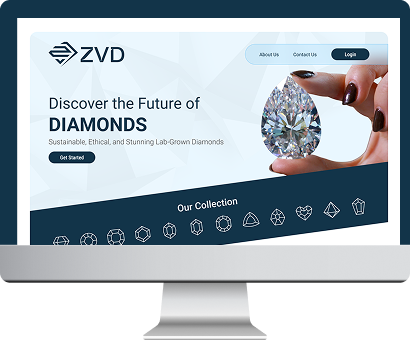 ZVD
About Us
Contact Us
Login
Discover the Future of
DIAMONDS
Sustainable, Ethical, and Stunning Lab-Grown Diamonds
Get Started
Our Collection